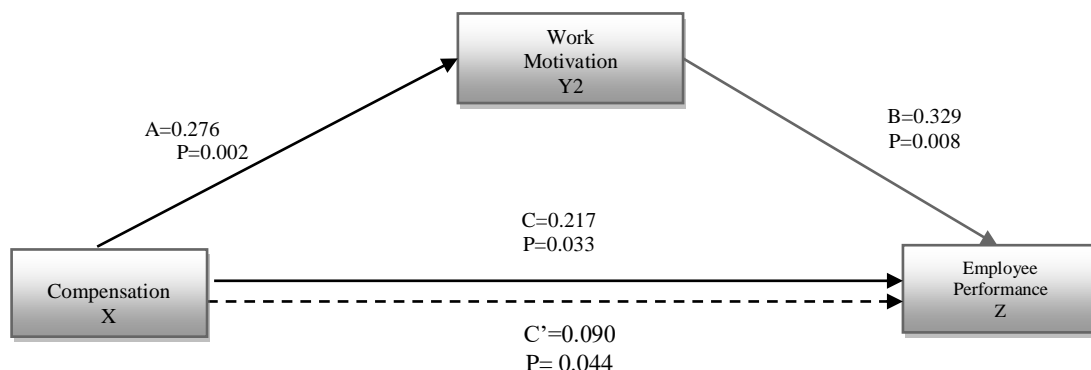 Work
Motivation
Y2
A=0.276
P=0.002
B=0.329
P=0.008
C=0.217
P=0.033
Compensation
X
Employee
Performance
Z
C’=0.090
P= 0.044